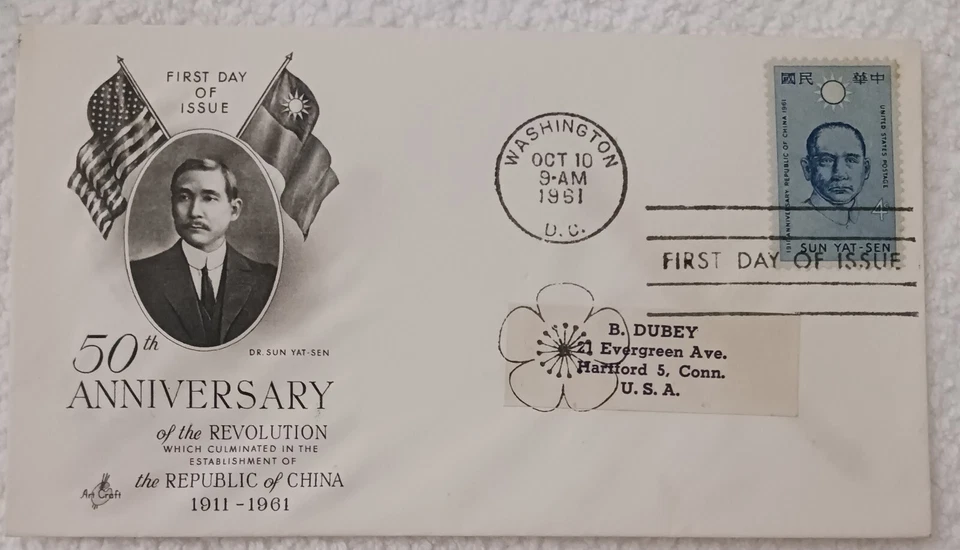 FIRST DAY
OF
ISSUE
DR. SUN YAT-SEN
50th
ANNIVERSARY
of the REVOLUTION
WHICH CULMINATED IN THE
ESTABLISHMENT OF
the REPUBLIC of CHINA
1911 - 1961
Art Craft
WASHINGTON
OCT 10
9-AM
1961
D.C.
國民 華中
UNITED STATES POSTAGE
ANNIVERSARY REPUBLIC OF CHINA 1961
4¢
SUN YAT-SEN
FIRST DAY OF ISSUE
B. DUBEY
21 Evergreen Ave.
Hartford 5, Conn.
U. S. A.